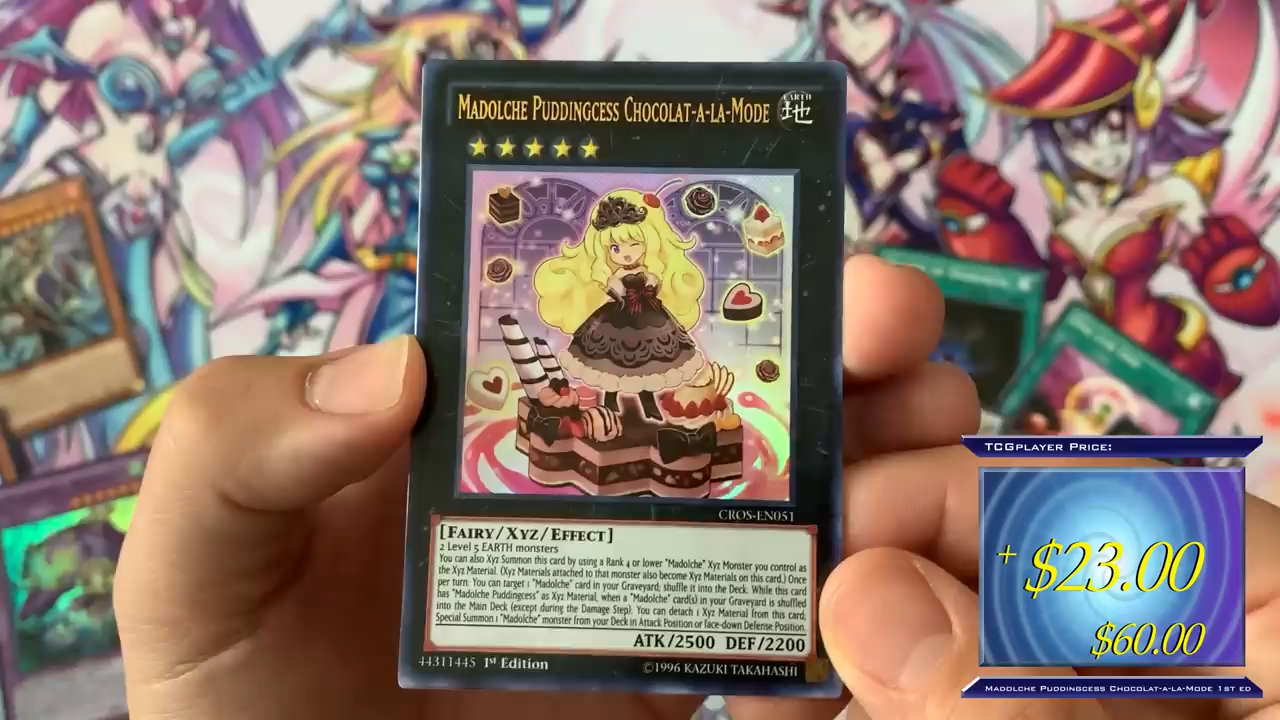 Madolche Puddingcess Chocolat-a-la-Mode
EARTH
地
CROS-EN051
[Fairy/Xyz/Effect]
2 Level 5 EARTH monsters
You can also Xyz Summon this card by using a Rank 4 or lower "Madolche" Xyz Monster you control as
the Xyz Material. (Xyz Materials attached to that monster also become Xyz Materials on this card.) Once
per turn: You can target 1 "Madolche" card in your Graveyard; shuffle it into the Deck. While this card
has "Madolche Puddingcess" as Xyz Material, when a "Madolche" card(s) in your Graveyard is shuffled
into the Main Deck (except during the Damage Step): You can detach 1 Xyz Material from this card;
Special Summon 1 "Madolche" monster from your Deck in Attack Position or face-down Defense Position.
ATK/2500 DEF/2200
44311445 1st Edition
©1996 KAZUKI TAKAHASHI
TCGplayer Price:
+ $23.00
$60.00
Madolche Puddingcess Chocolat-a-la-Mode 1st ed